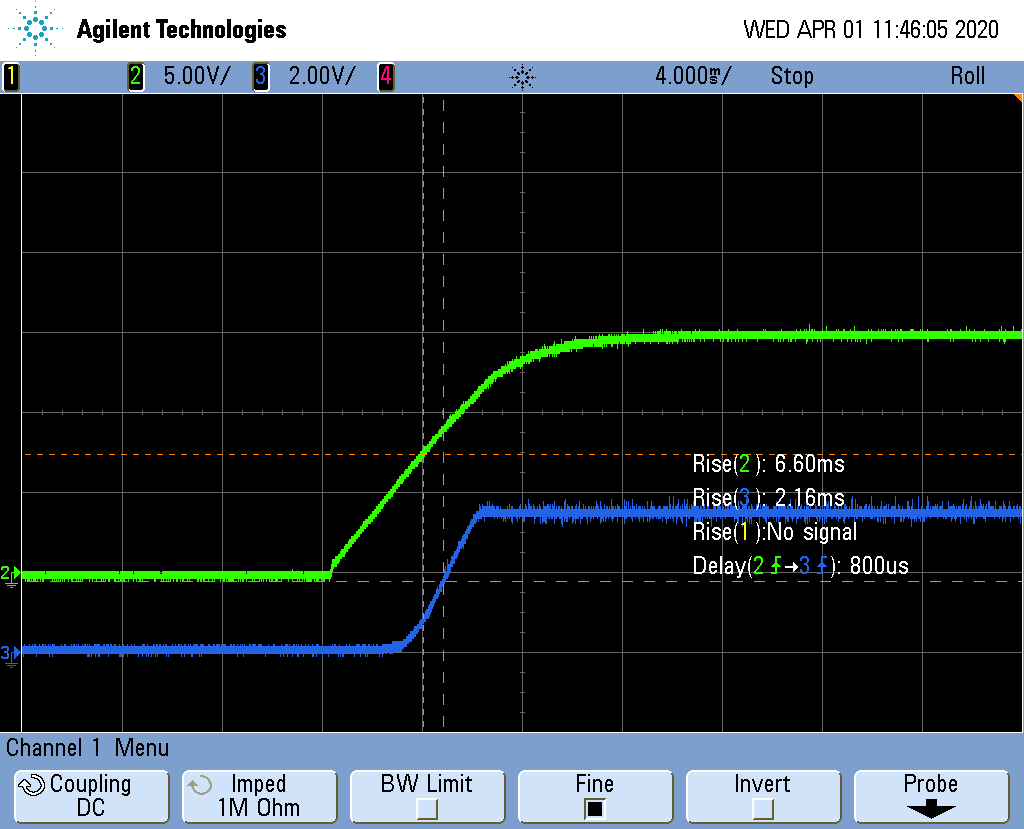 Agilent Technologies
WED APR 01 11:46:05 2020
1 2 5.00V/ 3 2.00V/ 4 4.000ms/ Stop Roll
Rise(2): 6.60ms
Rise(3): 2.16ms
Rise(1):No signal
2
Delay(2→3): 800us
3
Channel 1 Menu
Coupling
DC
Imped
1M Ohm
BW Limit
Fine
Invert
Probe